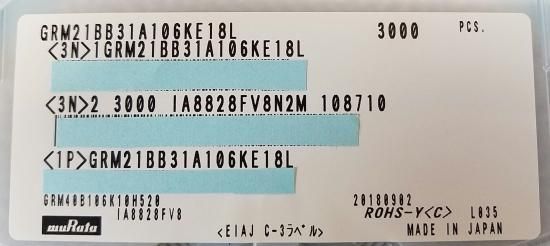 GRM21BB31A106KE18L 3000 PCS.
<3N>1GRM21BB31A106KE18L
<3N>2 3000 IA8828FV8N2M 108710
<1P>GRM21BB31A106KE18L
GRM40B106K10H520 20180902
IA8828FV8 ROHS-Y<C> L035
muRata <EIAJ C-3ラベル> MADE IN JAPAN